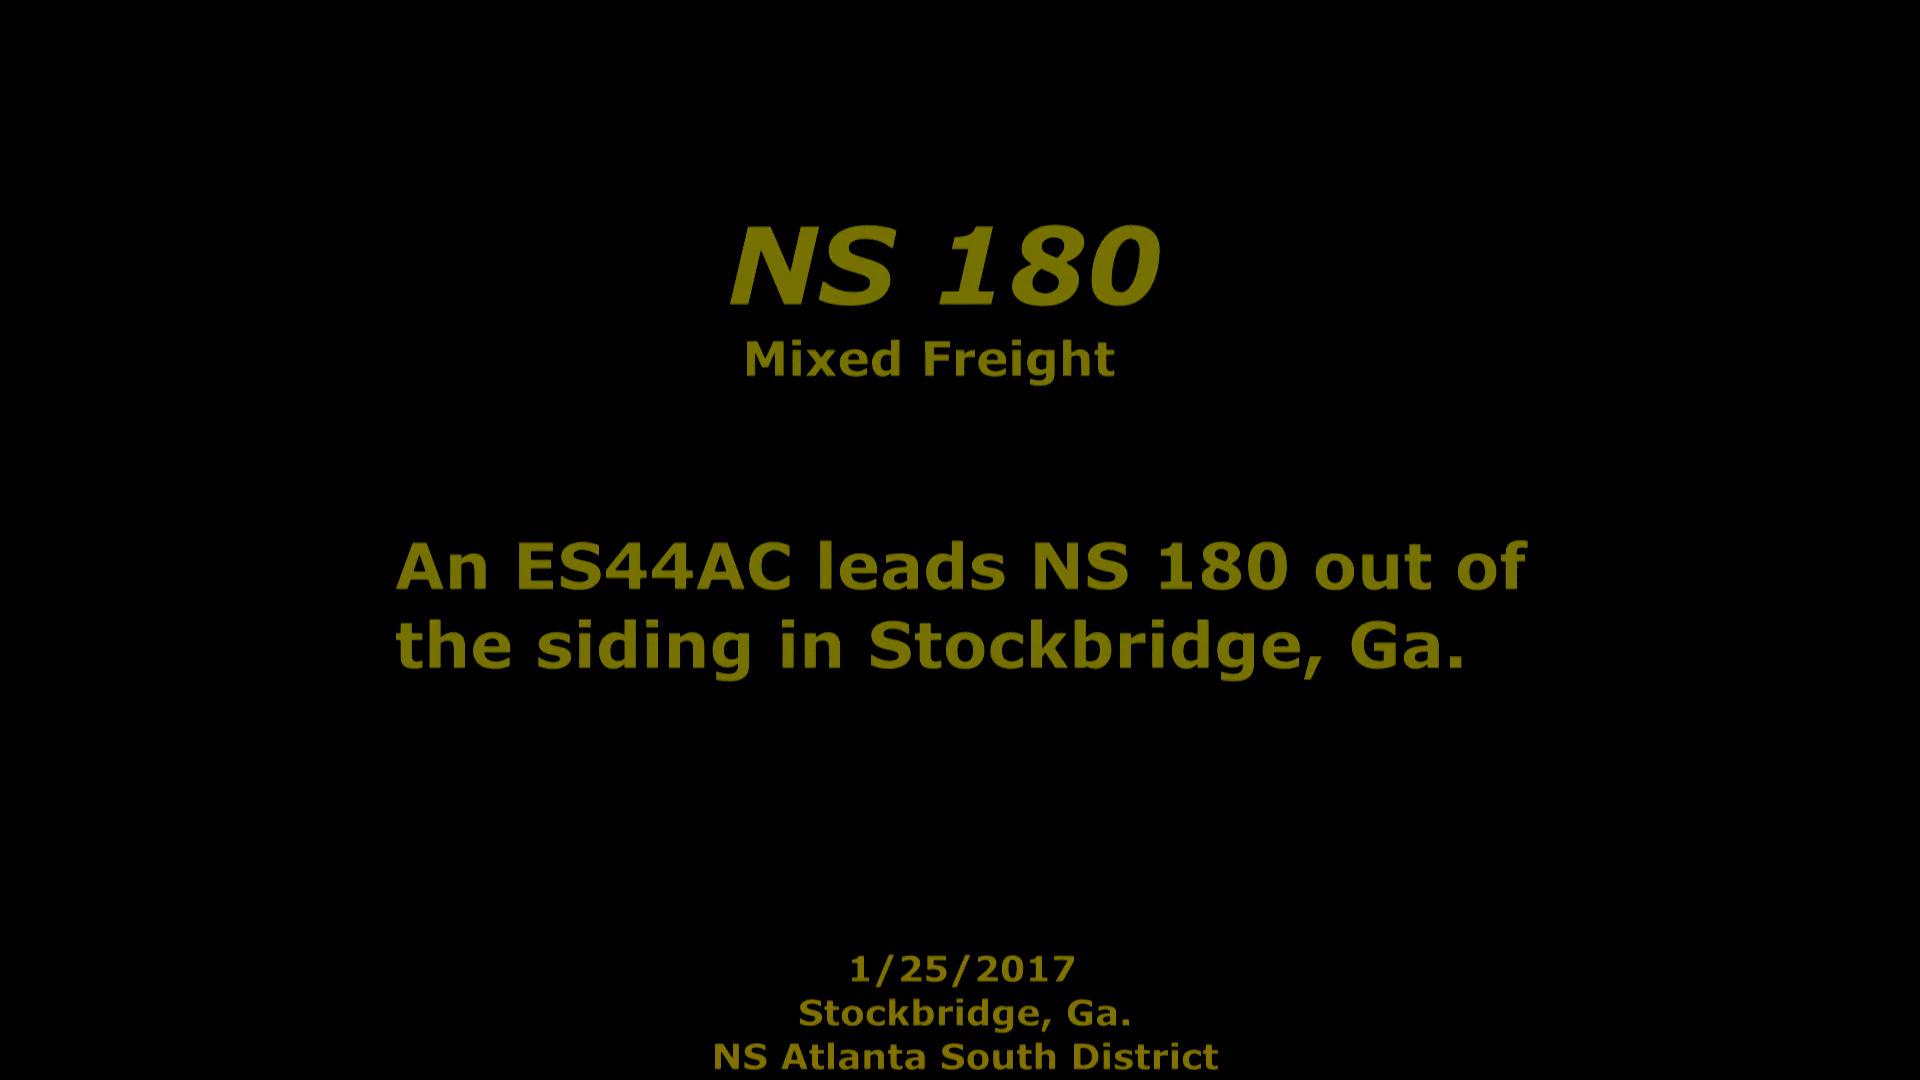 NS 180
Mixed Freight
An ES44AC leads NS 180 out of
the siding in Stockbridge, Ga.
1/25/2017
Stockbridge, Ga.
NS Atlanta South District